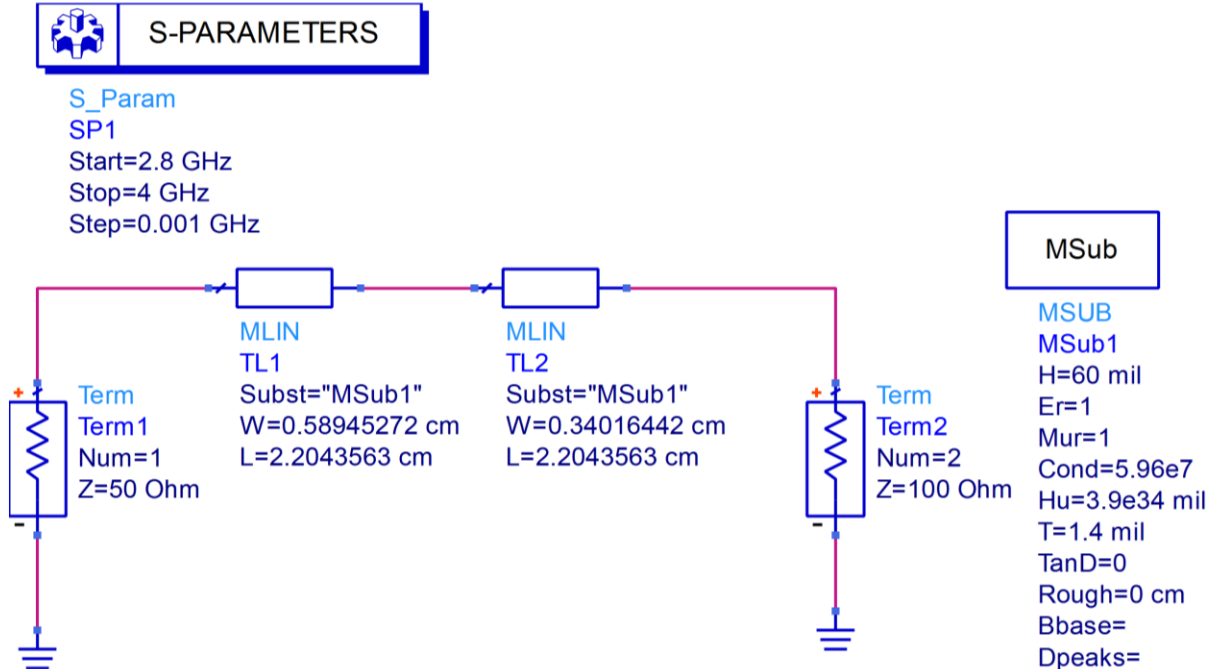 S-PARAMETERS
S_Param
SP1
Start=2.8 GHz
Stop=4 GHz
Step=0.001 GHz
MLIN
TL1
Subst="MSub1"
W=0.58945272 cm
L=2.2043563 cm
MLIN
TL2
Subst="MSub1"
W=0.34016442 cm
L=2.2043563 cm
+
Term
Term1
Num=1
Z=50 Ohm
-
+
Term
Term2
Num=2
Z=100 Ohm
-
MSub
MSUB
MSub1
H=60 mil
Er=1
Mur=1
Cond=5.96e7
Hu=3.9e34 mil
T=1.4 mil
TanD=0
Rough=0 cm
Bbase=
Dpeaks=